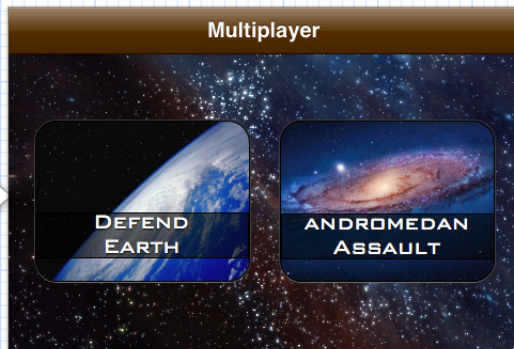 Multiplayer
DEFEND
EARTH
ANDROMEDAN
ASSAULT